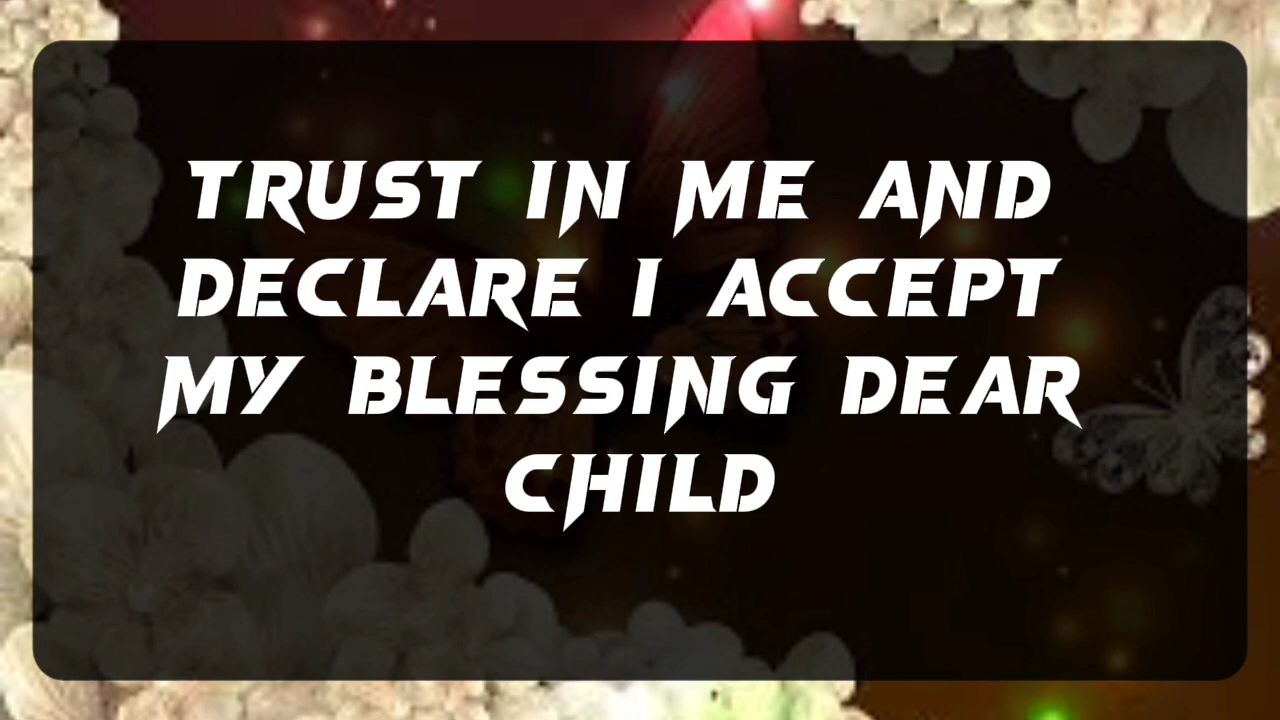 TRUST IN ME AND
DECLARE I ACCEPT
MY BLESSING DEAR
CHILD